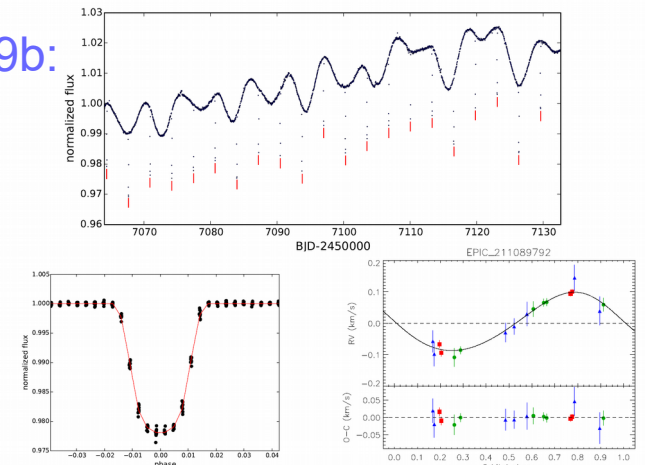 9b:
1.03
1.02
1.01
1.00
0.99
0.98
0.97
0.96
normalized flux
7070 7080 7090 7100 7110 7120 7130
BJD-2450000
EPIC_211089792
1.005
1.000
0.995
0.990
0.985
0.980
0.975
normalized flux
−0.03 −0.02 −0.01 0.00 0.01 0.02 0.03 0.04
phase
0.2
0.1
0.0
−0.1
−0.2
RV (km/s)
0.05
0.00
−0.05
O−C (km/s)
0.0 0.1 0.2 0.3 0.4 0.5 0.6 0.7 0.8 0.9 1.0